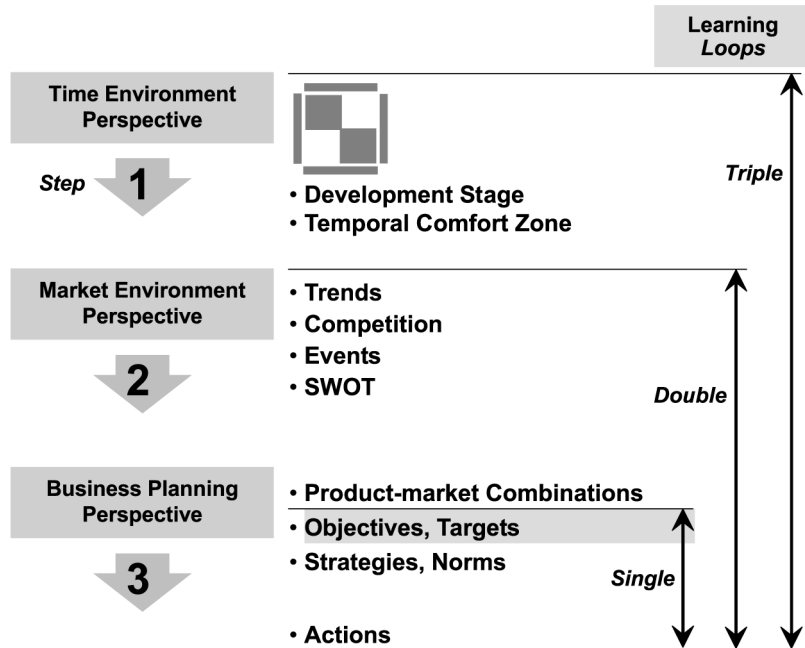 Learning
Loops
Time Environment
Perspective
Step 1
• Development Stage
• Temporal Comfort Zone
Triple
Market Environment
Perspective
2
• Trends
• Competition
• Events
• SWOT
Double
Business Planning
Perspective
3
• Product-market Combinations
• Objectives, Targets
• Strategies, Norms
• Actions
Single